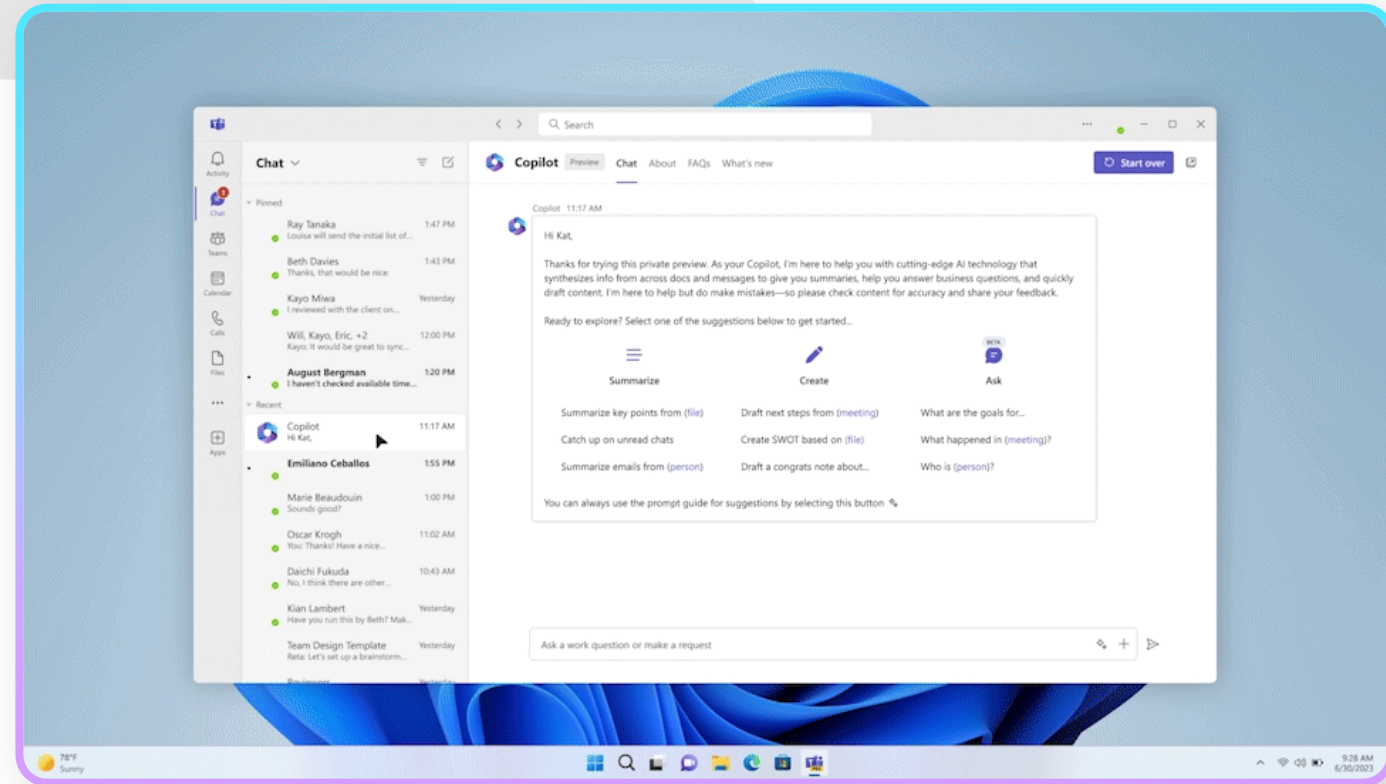 Search
Activity
Chat
Teams
Calendar
Calls
Files
Apps
Chat
Pinned
Ray Tanaka 1:47 PM
Louisa will send the initial list of...
Beth Davies 1:43 PM
Thanks, that would be nice.
Kayo Miwa Yesterday
I reviewed with the client on...
Will, Kayo, Eric, +2 12:00 PM
Kayo: It would be great to sync...
August Bergman 1:20 PM
I haven't checked available time...
Recent
Copilot 11:17 AM
Hi Kat,
Emiliano Ceballos 1:55 PM
Marie Beaudouin 1:00 PM
Sounds good?
Oscar Krogh 11:02 AM
You: Thanks! Have a nice...
Daichi Fukuda 10:43 AM
No, I think there are other...
Kian Lambert Yesterday
Have you run this by Beth? Mak...
Team Design Template Yesterday
Reta: Let's set up a brainstorm...
Yesterday
Copilot Preview Chat About FAQs What's new Start over
Copilot 11:17 AM
Hi Kat,
Thanks for trying this private preview. As your Copilot, I'm here to help you with cutting-edge AI technology that
synthesizes info from across docs and messages to give you summaries, help you answer business questions, and quickly
draft content. I'm here to help but do make mistakes—so please check content for accuracy and share your feedback.
Ready to explore? Select one of the suggestions below to get started...
BETA
Summarize Create Ask
Summarize key points from (file) Draft next steps from (meeting) What are the goals for...
Catch up on unread chats Create SWOT based on (file) What happened in (meeting)?
Summarize emails from (person) Draft a congrats note about... Who is (person)?
You can always use the prompt guide for suggestions by selecting this button
Ask a work question or make a request
78°F
Sunny
9:28 AM
6/30/2023